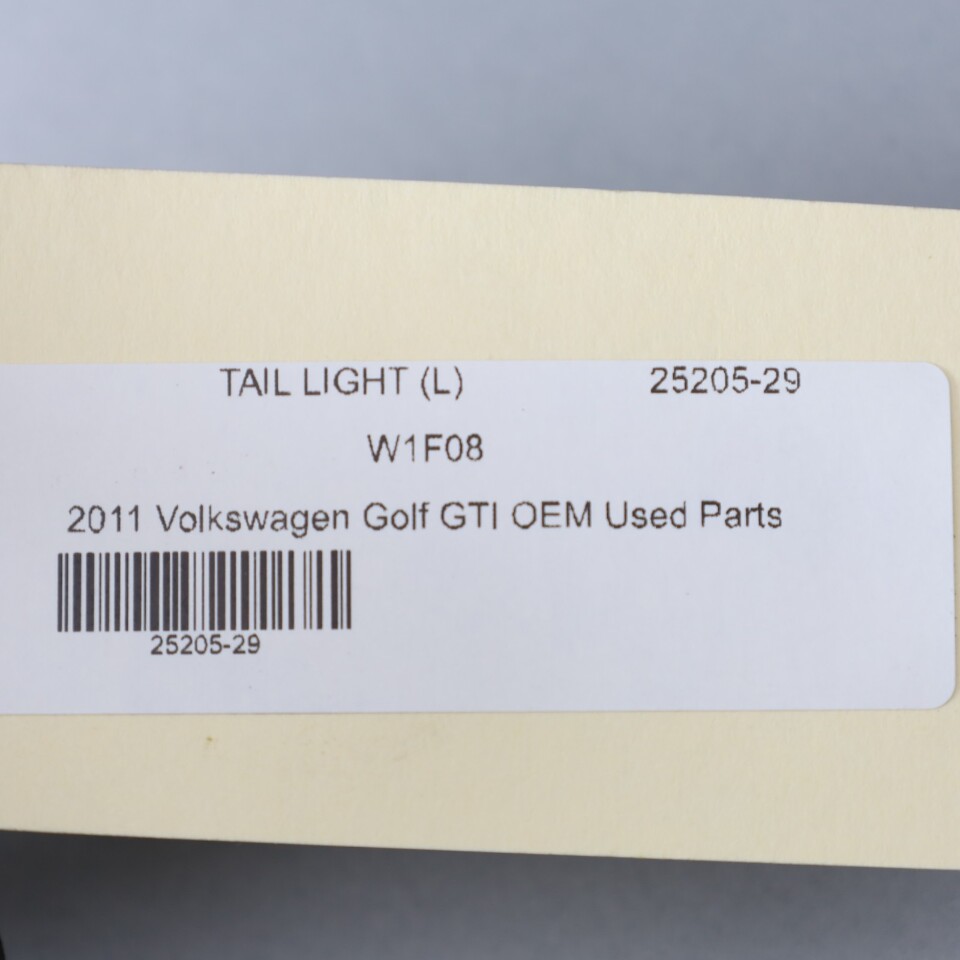 TAIL LIGHT (L) 25205-29
W1F08
2011 Volkswagen Golf GTI OEM Used Parts
25205-29